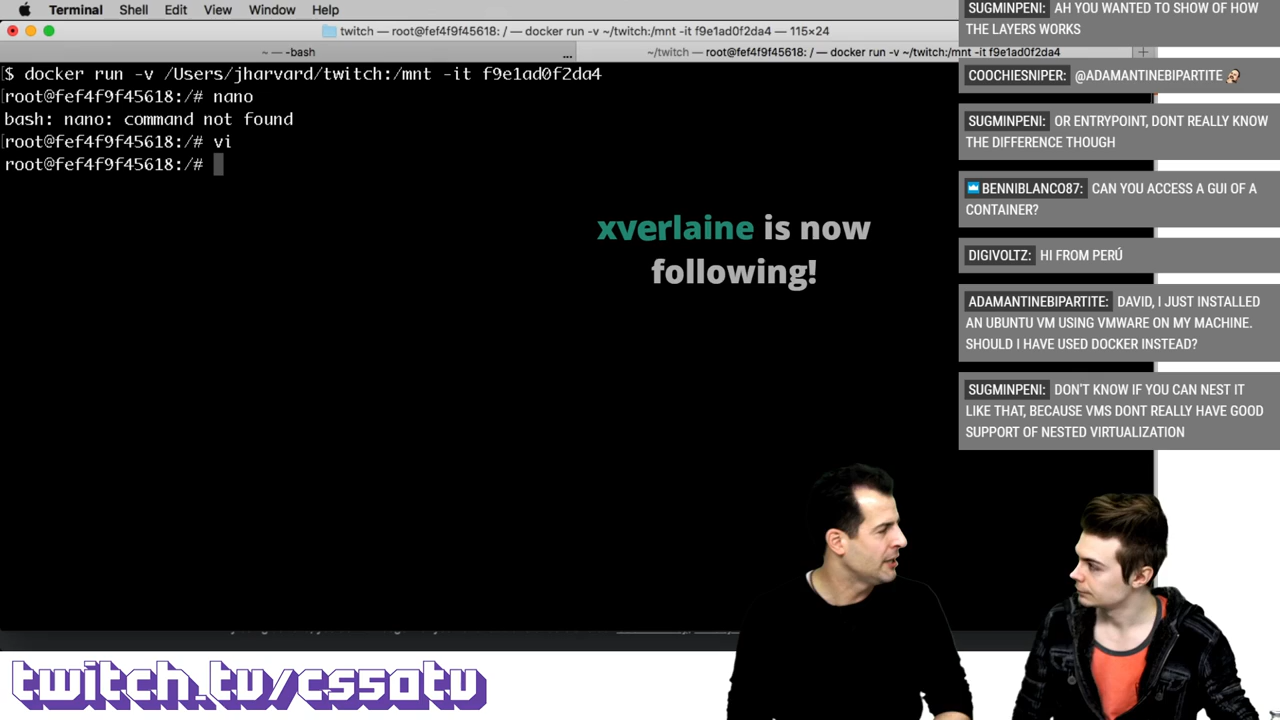 Terminal Shell Edit View Window Help
twitch — root@fef4f9f45618: / — docker run -v ~/twitch:/mnt -it f9e1ad0f2da4 — 115×24
~ — -bash ...
~/twitch — root@fef4f9f45618: / — docker run -v ~/twitch:/mnt -it f9e1ad0f2da4 +
[$ docker run -v /Users/jharvard/twitch:/mnt -it f9e1ad0f2da4
[root@fef4f9f45618:/# nano
bash: nano: command not found
[root@fef4f9f45618:/# vi
root@fef4f9f45618:/#
xverlaine is now
following!
SUGMINPENI: AH YOU WANTED TO SHOW OF HOW
THE LAYERS WORKS
COOCHIESNIPER: @ADAMANTINEBIPARTITE
SUGMINPENI: OR ENTRYPOINT, DONT REALLY KNOW
THE DIFFERENCE THOUGH
BENNIBLANCO87: CAN YOU ACCESS A GUI OF A
CONTAINER?
DIGIVOLTZ: HI FROM PERÚ
ADAMANTINEBIPARTITE: DAVID, I JUST INSTALLED
AN UBUNTU VM USING VMWARE ON MY MACHINE.
SHOULD I HAVE USED DOCKER INSTEAD?
SUGMINPENI: DON'T KNOW IF YOU CAN NEST IT
LIKE THAT, BECAUSE VMS DONT REALLY HAVE GOOD
SUPPORT OF NESTED VIRTUALIZATION
twitch.tv/cs50tv